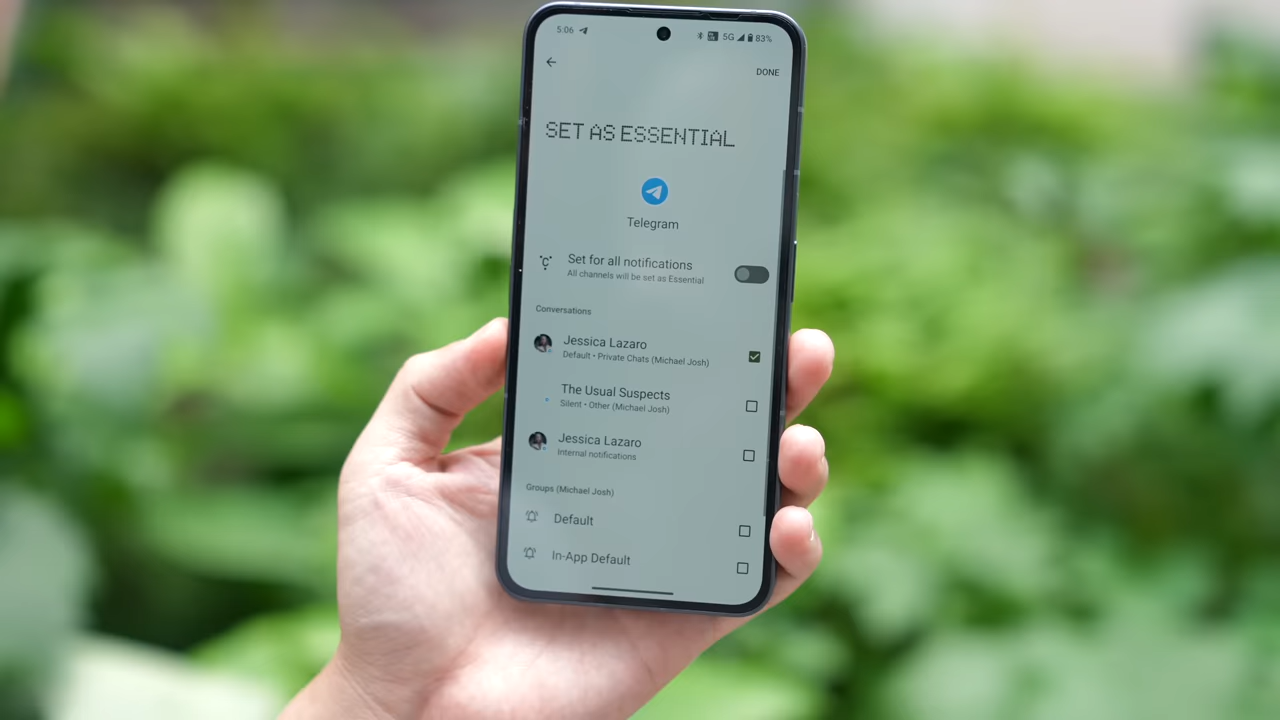 5:06 5G 83%
DONE
SET AS ESSENTIAL
Telegram
Set for all notifications
All channels will be set as Essential
Conversations
Jessica Lazaro
Default • Private Chats (Michael Josh)
The Usual Suspects
Silent • Other (Michael Josh)
Jessica Lazaro
Internal notifications
Groups (Michael Josh)
Default
In-App Default